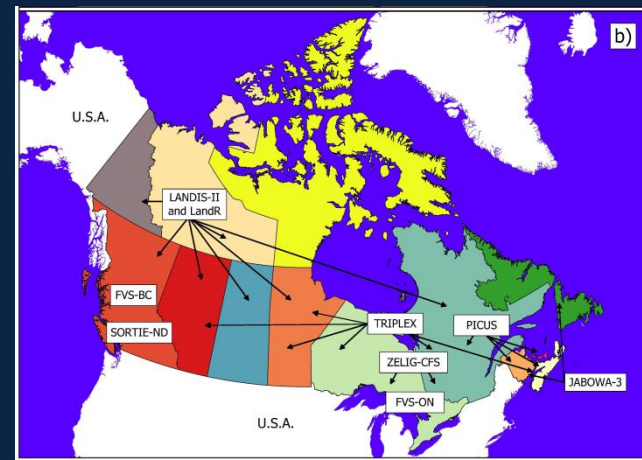 b)
U.S.A.
LANDIS-II
and LandR
FVS-BC
SORTIE-ND
TRIPLEX
PICUS
ZELIG-CFS
JABOWA-3
FVS-ON
U.S.A.